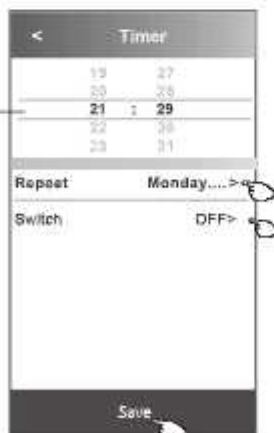 < Timer
19 27
20 28
21 : 29
22 30
23 31
Repeat Monday....>
Switch OFF>
Save